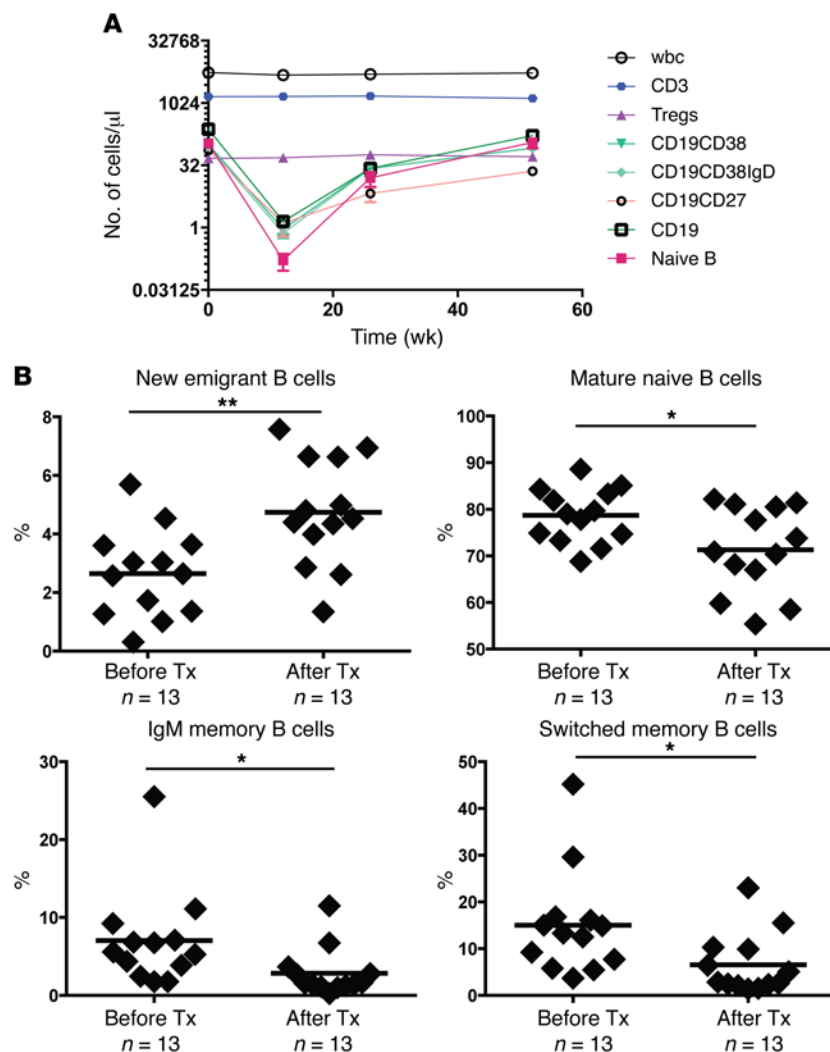 A
32768
1024
32
1
0.03125
No. of cells/μl
0 20 40 60
Time (wk)
wbc
CD3
Tregs
CD19CD38
CD19CD38IgD
CD19CD27
CD19
Naive B
B
New emigrant B cells
**
8
6
4
2
0
%
Before Tx After Tx
n = 13 n = 13
Mature naive B cells
*
100
90
80
70
60
50
%
Before Tx After Tx
n = 13 n = 13
IgM memory B cells
*
30
20
10
0
%
Before Tx After Tx
n = 13 n = 13
Switched memory B cells
*
50
40
30
20
10
0
%
Before Tx After Tx
n = 13 n = 13